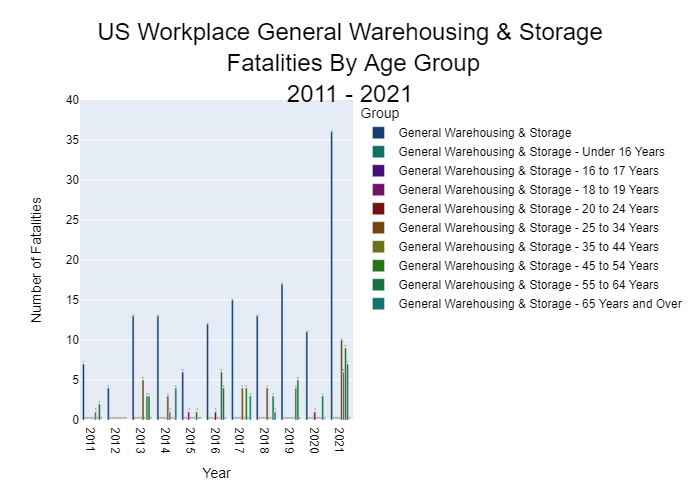 US Workplace General Warehousing & Storage
Fatalities By Age Group
2011 - 2021
Group
General Warehousing & Storage
General Warehousing & Storage - Under 16 Years
General Warehousing & Storage - 16 to 17 Years
General Warehousing & Storage - 18 to 19 Years
General Warehousing & Storage - 20 to 24 Years
General Warehousing & Storage - 25 to 34 Years
General Warehousing & Storage - 35 to 44 Years
General Warehousing & Storage - 45 to 54 Years
General Warehousing & Storage - 55 to 64 Years
General Warehousing & Storage - 65 Years and Over
Number of Fatalities
40
35
30
25
20
15
10
5
0
2011
2012
2013
2014
2015
2016
2017
2018
2019
2020
2021
Year